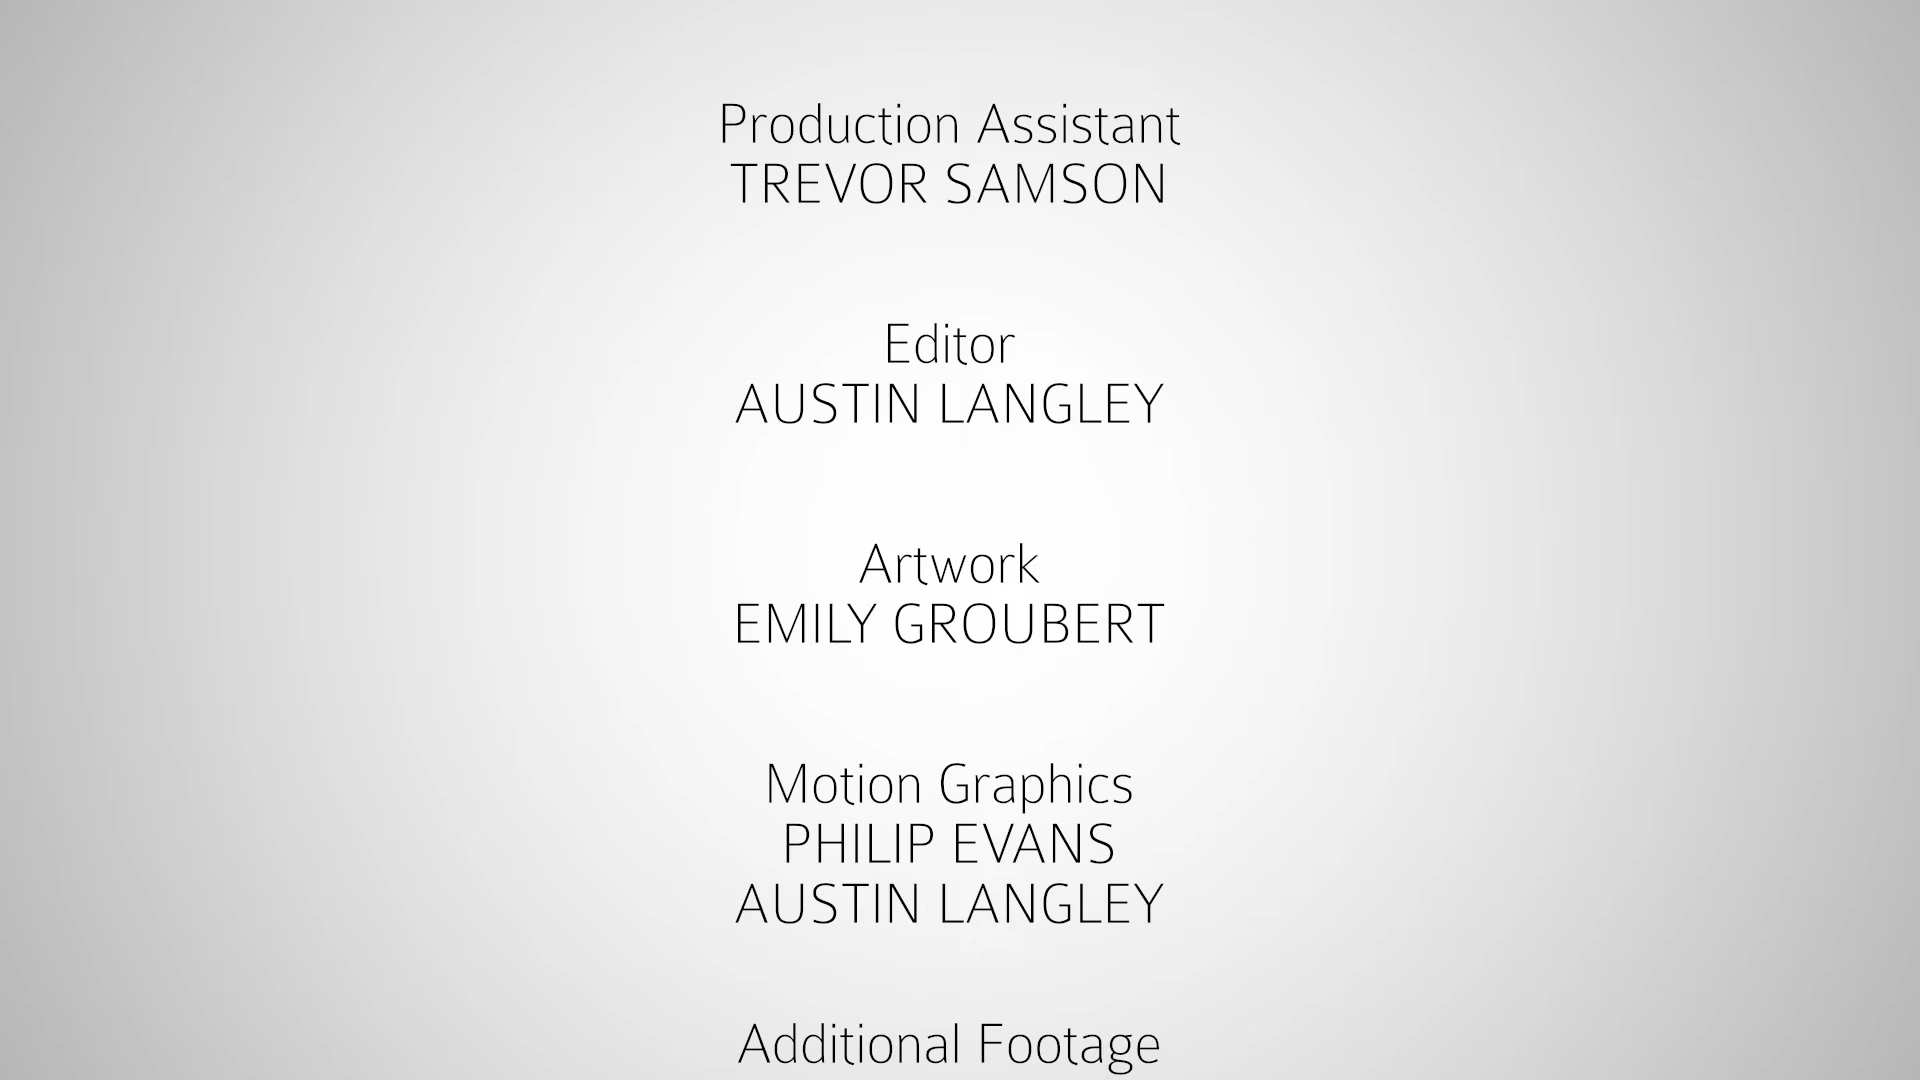 Production Assistant
TREVOR SAMSON
Editor
AUSTIN LANGLEY
Artwork
EMILY GROUBERT
Motion Graphics
PHILIP EVANS
AUSTIN LANGLEY
Additional Footage